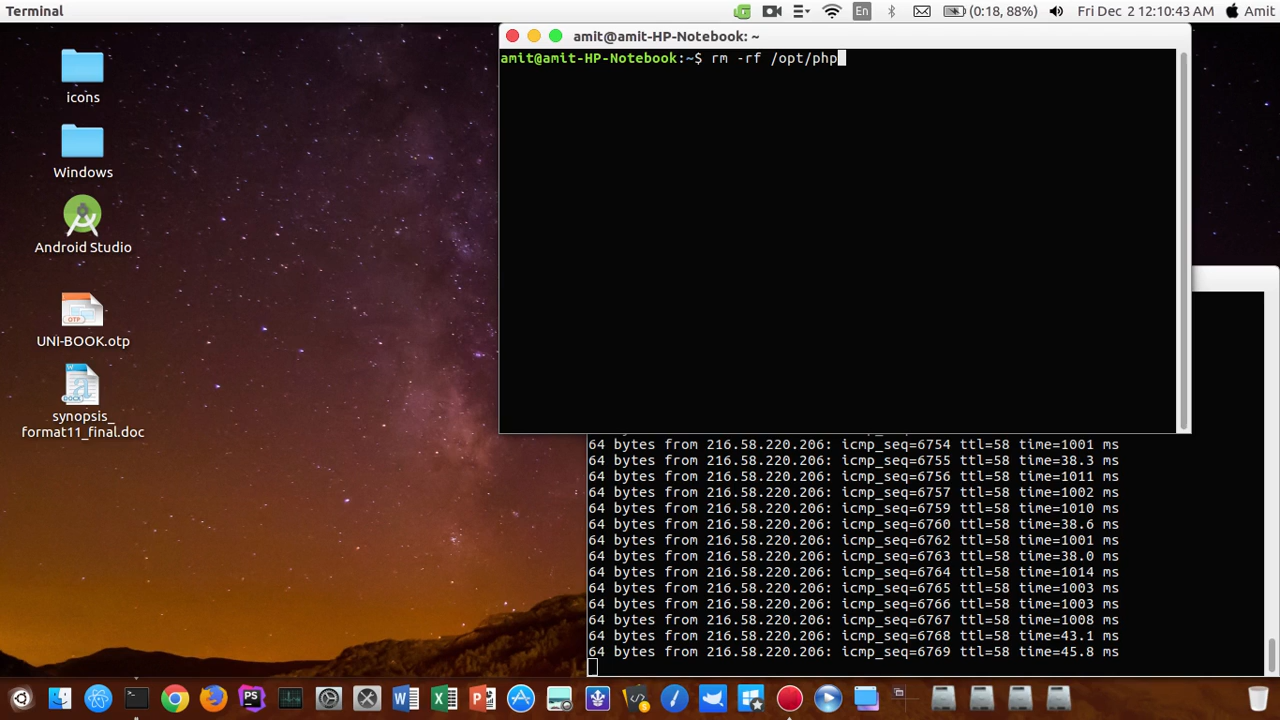 Terminal
En
(0:18, 88%)
Fri Dec 2 12:10:43 AM
Amit
amit@amit-HP-Notebook: ~
amit@amit-HP-Notebook:~$ rm -rf /opt/php
icons
Windows
Android Studio
UNI-BOOK.otp
synopsis_
format11_final.doc
64 bytes from 216.58.220.206: icmp_seq=6754 ttl=58 time=1001 ms
64 bytes from 216.58.220.206: icmp_seq=6755 ttl=58 time=38.3 ms
64 bytes from 216.58.220.206: icmp_seq=6756 ttl=58 time=1011 ms
64 bytes from 216.58.220.206: icmp_seq=6757 ttl=58 time=1002 ms
64 bytes from 216.58.220.206: icmp_seq=6759 ttl=58 time=1010 ms
64 bytes from 216.58.220.206: icmp_seq=6760 ttl=58 time=38.6 ms
64 bytes from 216.58.220.206: icmp_seq=6762 ttl=58 time=1001 ms
64 bytes from 216.58.220.206: icmp_seq=6763 ttl=58 time=38.0 ms
64 bytes from 216.58.220.206: icmp_seq=6764 ttl=58 time=1014 ms
64 bytes from 216.58.220.206: icmp_seq=6765 ttl=58 time=1003 ms
64 bytes from 216.58.220.206: icmp_seq=6766 ttl=58 time=1003 ms
64 bytes from 216.58.220.206: icmp_seq=6767 ttl=58 time=1008 ms
64 bytes from 216.58.220.206: icmp_seq=6768 ttl=58 time=43.1 ms
64 bytes from 216.58.220.206: icmp_seq=6769 ttl=58 time=45.8 ms